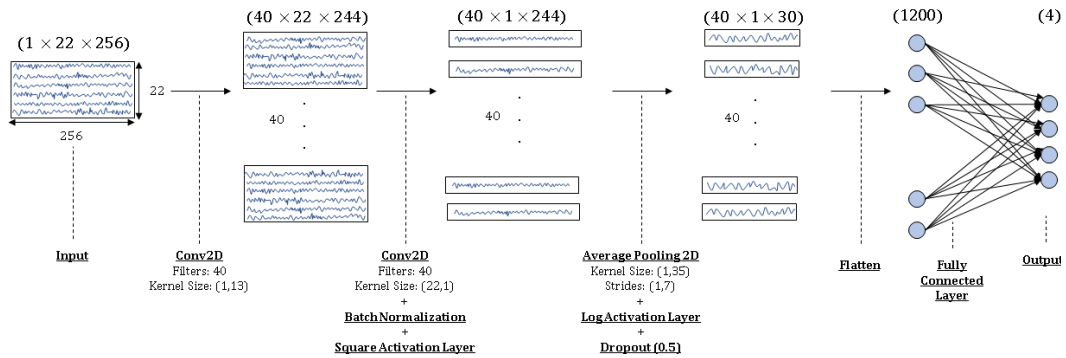 (1 × 22 × 256)
(40 × 22 × 244)
(40 × 1 × 244)
(40 × 1 × 30)
(1200)
(4)
22
256
40
40
40
Input
Conv2D
Filters: 40
Kernel Size: (1,13)
Conv2D
Filters: 40
Kernel Size: (22,1)
+
Batch Normalization
+
Square Activation Layer
Average Pooling 2D
Kernel Size: (1,35)
Strides: (1,7)
+
Log Activation Layer
+
Dropout (0.5)
Flatten
Fully
Connected
Layer
Output